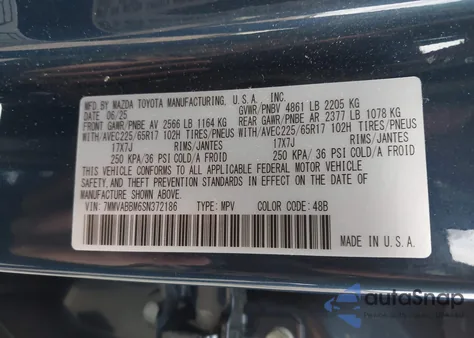 MFD. BY MAZDA TOYOTA MANUFACTURING, U.S.A., INC.
DATE 06/25 GVWR/PNBV 4861 LB 2205 KG
FRONT GAWR/PNBE AV 2566 LB 1164 KG REAR GAWR/PNBE AR 2377 LB 1078 KG
WITH/AVEC225/65R17 102H TIRES/PNEUS WITH/AVEC225/65R17 102H TIRES/PNEUS
17X7J RIMS/JANTES 17X7J RIMS/JANTES
250 KPA/36 PSI COLD/A FROID 250 KPA/ 36 PSI COLD/A FROID
THIS VEHICLE CONFORMS TO ALL APPLICABLE FEDERAL MOTOR VEHICLE
SAFETY AND THEFT PREVENTION STANDARDS IN EFFECT ON THE DATE OF
MANUFACTURE SHOWN ABOVE.
VIN: 7MMVABBM6SN372186 TYPE: MPV COLOR CODE: 48B
MADE IN U.S.A.
autoSnap